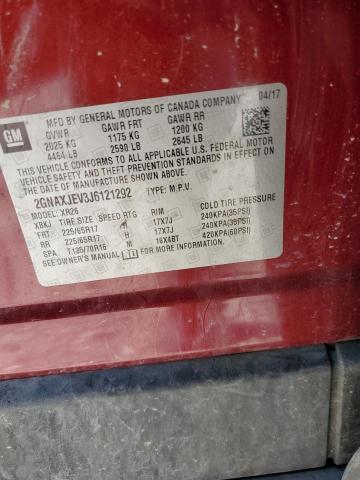 GM
MFD BY GENERAL MOTORS OF CANADA COMPANY 04/17
GVWR GAWR FRT GAWR RR
2025 KG 1175 KG 1200 KG
4464 LB 2590 LB 2645 LB
THIS VEHICLE CONFORMS TO ALL APPLICABLE U.S. FEDERAL MOTOR
VEHICLE SAFETY AND THEFT PREVENTION STANDARDS IN EFFECT ON
THE DATE OF MANUFACTURE SHOWN ABOVE.
2GNAXJEV3J6121292 TYPE: M.P.V.
MODEL: XR26
XBKJ TIRE SIZE SPEED RTG RIM COLD TIRE PRESSURE
FRT 225/65R17 H 17X7J 240KPA(35PSI)
RR 225/65R17 H 17X7J 240KPA(35PSI)
SPA T135/70R16 M 16X4BT 420KPA(60PSI)
SEE OWNER'S MANUAL FOR ADDITIONAL INFORMATION